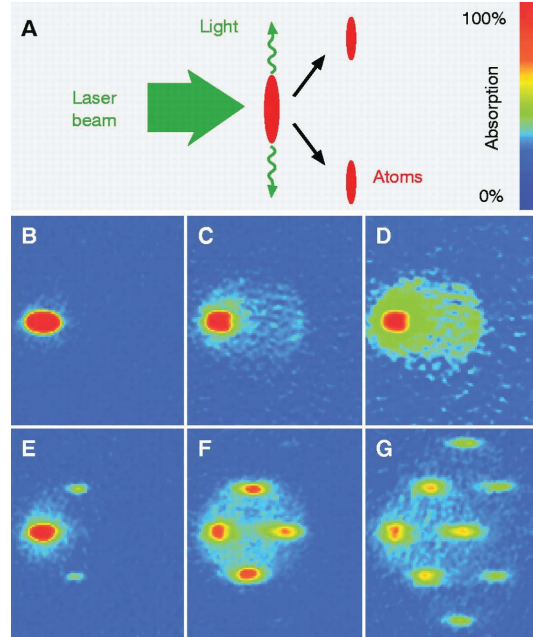 A
Light
Laser
beam
Atoms
100%
Absorption
0%
B
C
D
E
F
G